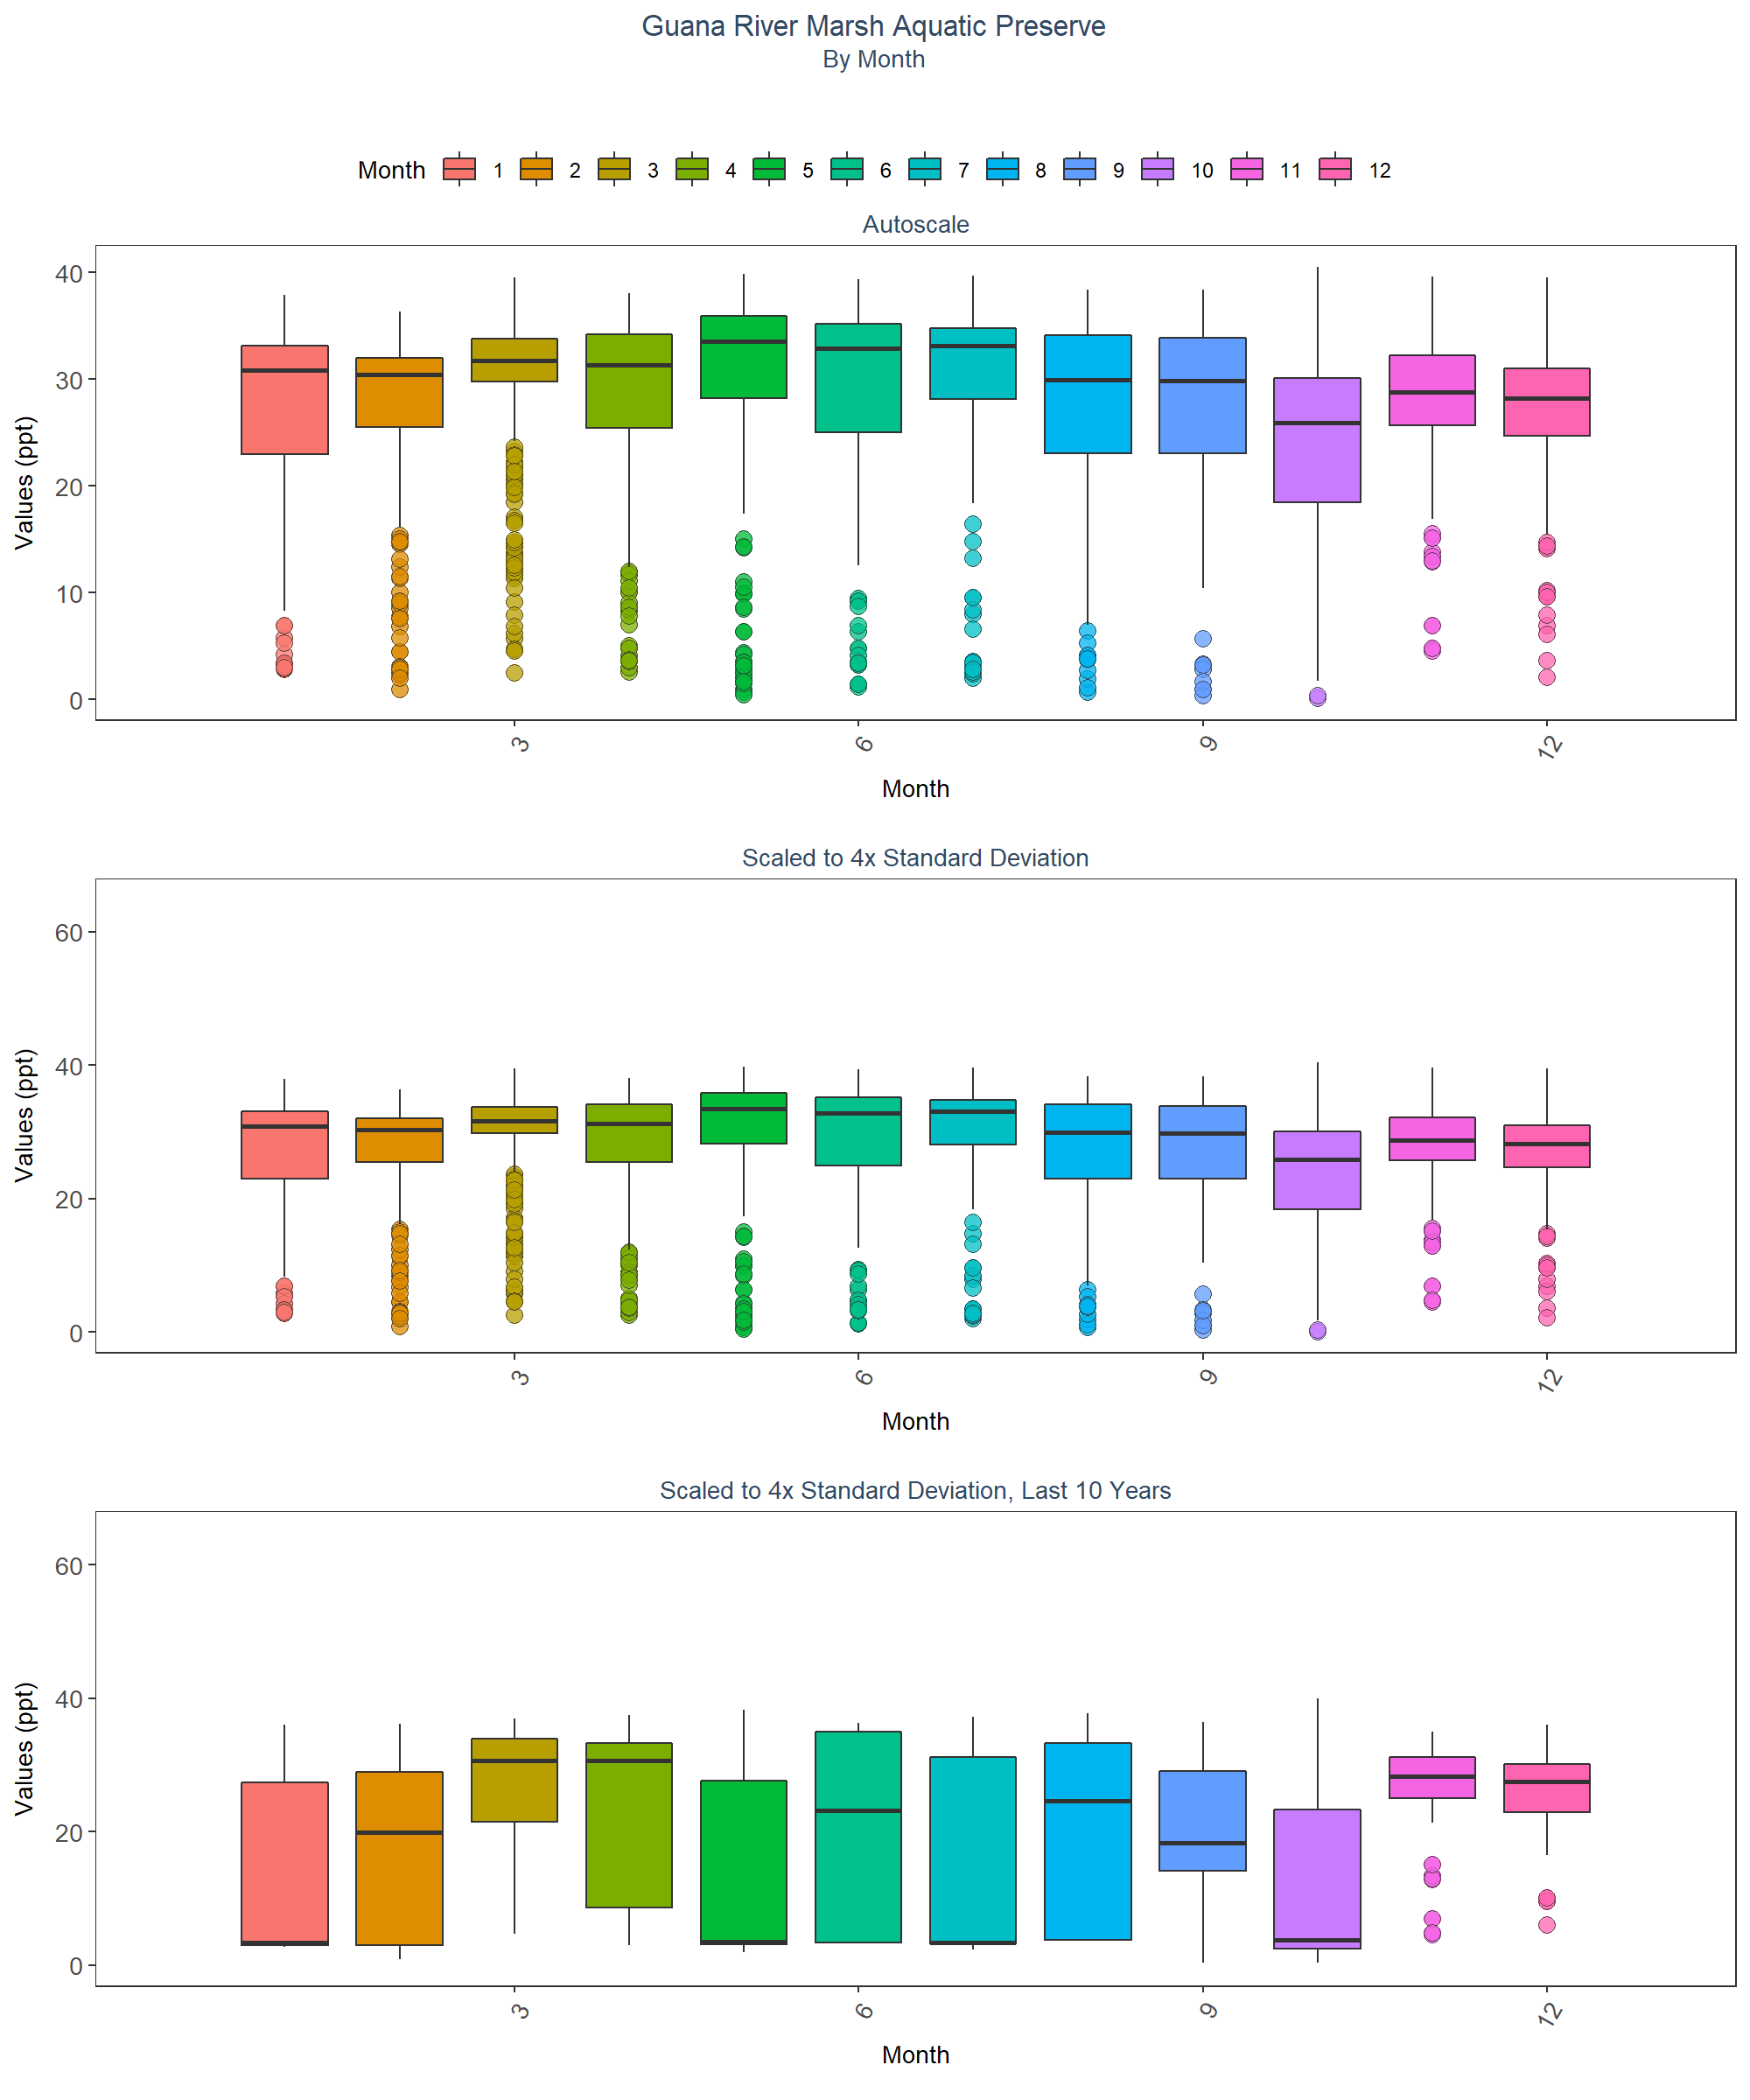 Guana River Marsh Aquatic Preserve
By Month
Month 1 2 3 4 5 6 7 8 9 10 11 12
Autoscale
Values (ppt)
40
30
20
10
0
3 6 9 12
Month
Scaled to 4x Standard Deviation
Values (ppt)
60
40
20
0
3 6 9 12
Month
Scaled to 4x Standard Deviation, Last 10 Years
Values (ppt)
60
40
20
0
3 6 9 12
Month